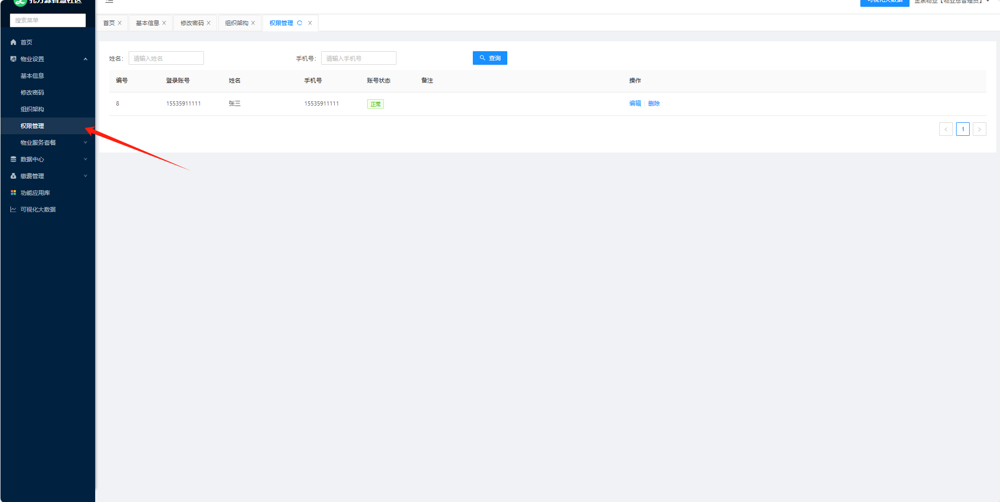 搜索菜单
首页
物业设置
基本信息
修改密码
组织架构
权限管理
物业服务套餐
数据中心
缴费管理
功能应用库
可视化大数据
首页 基本信息 修改密码 组织架构 权限管理
姓名: 请输入姓名 手机号: 请输入手机号 查询
编号 登录账号 姓名 手机号 账号状态 备注 操作
8 15535911111 张三 15535911111 正常 编辑 删除
1